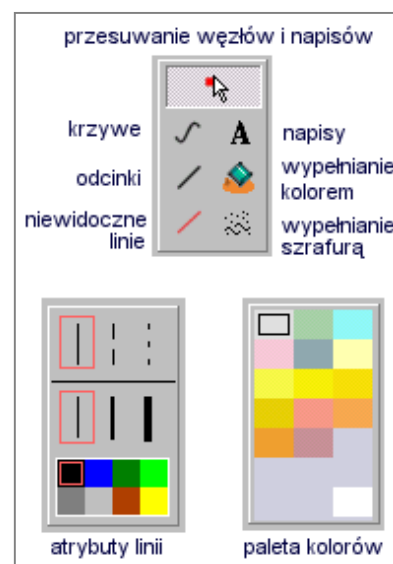 przesuwanie węzłów i napisów
krzywe
A
napisy
odcinki
wypełnianie
kolorem
niewidoczne
linie
wypełnianie
szrafurą
atrybuty linii
paleta kolorów